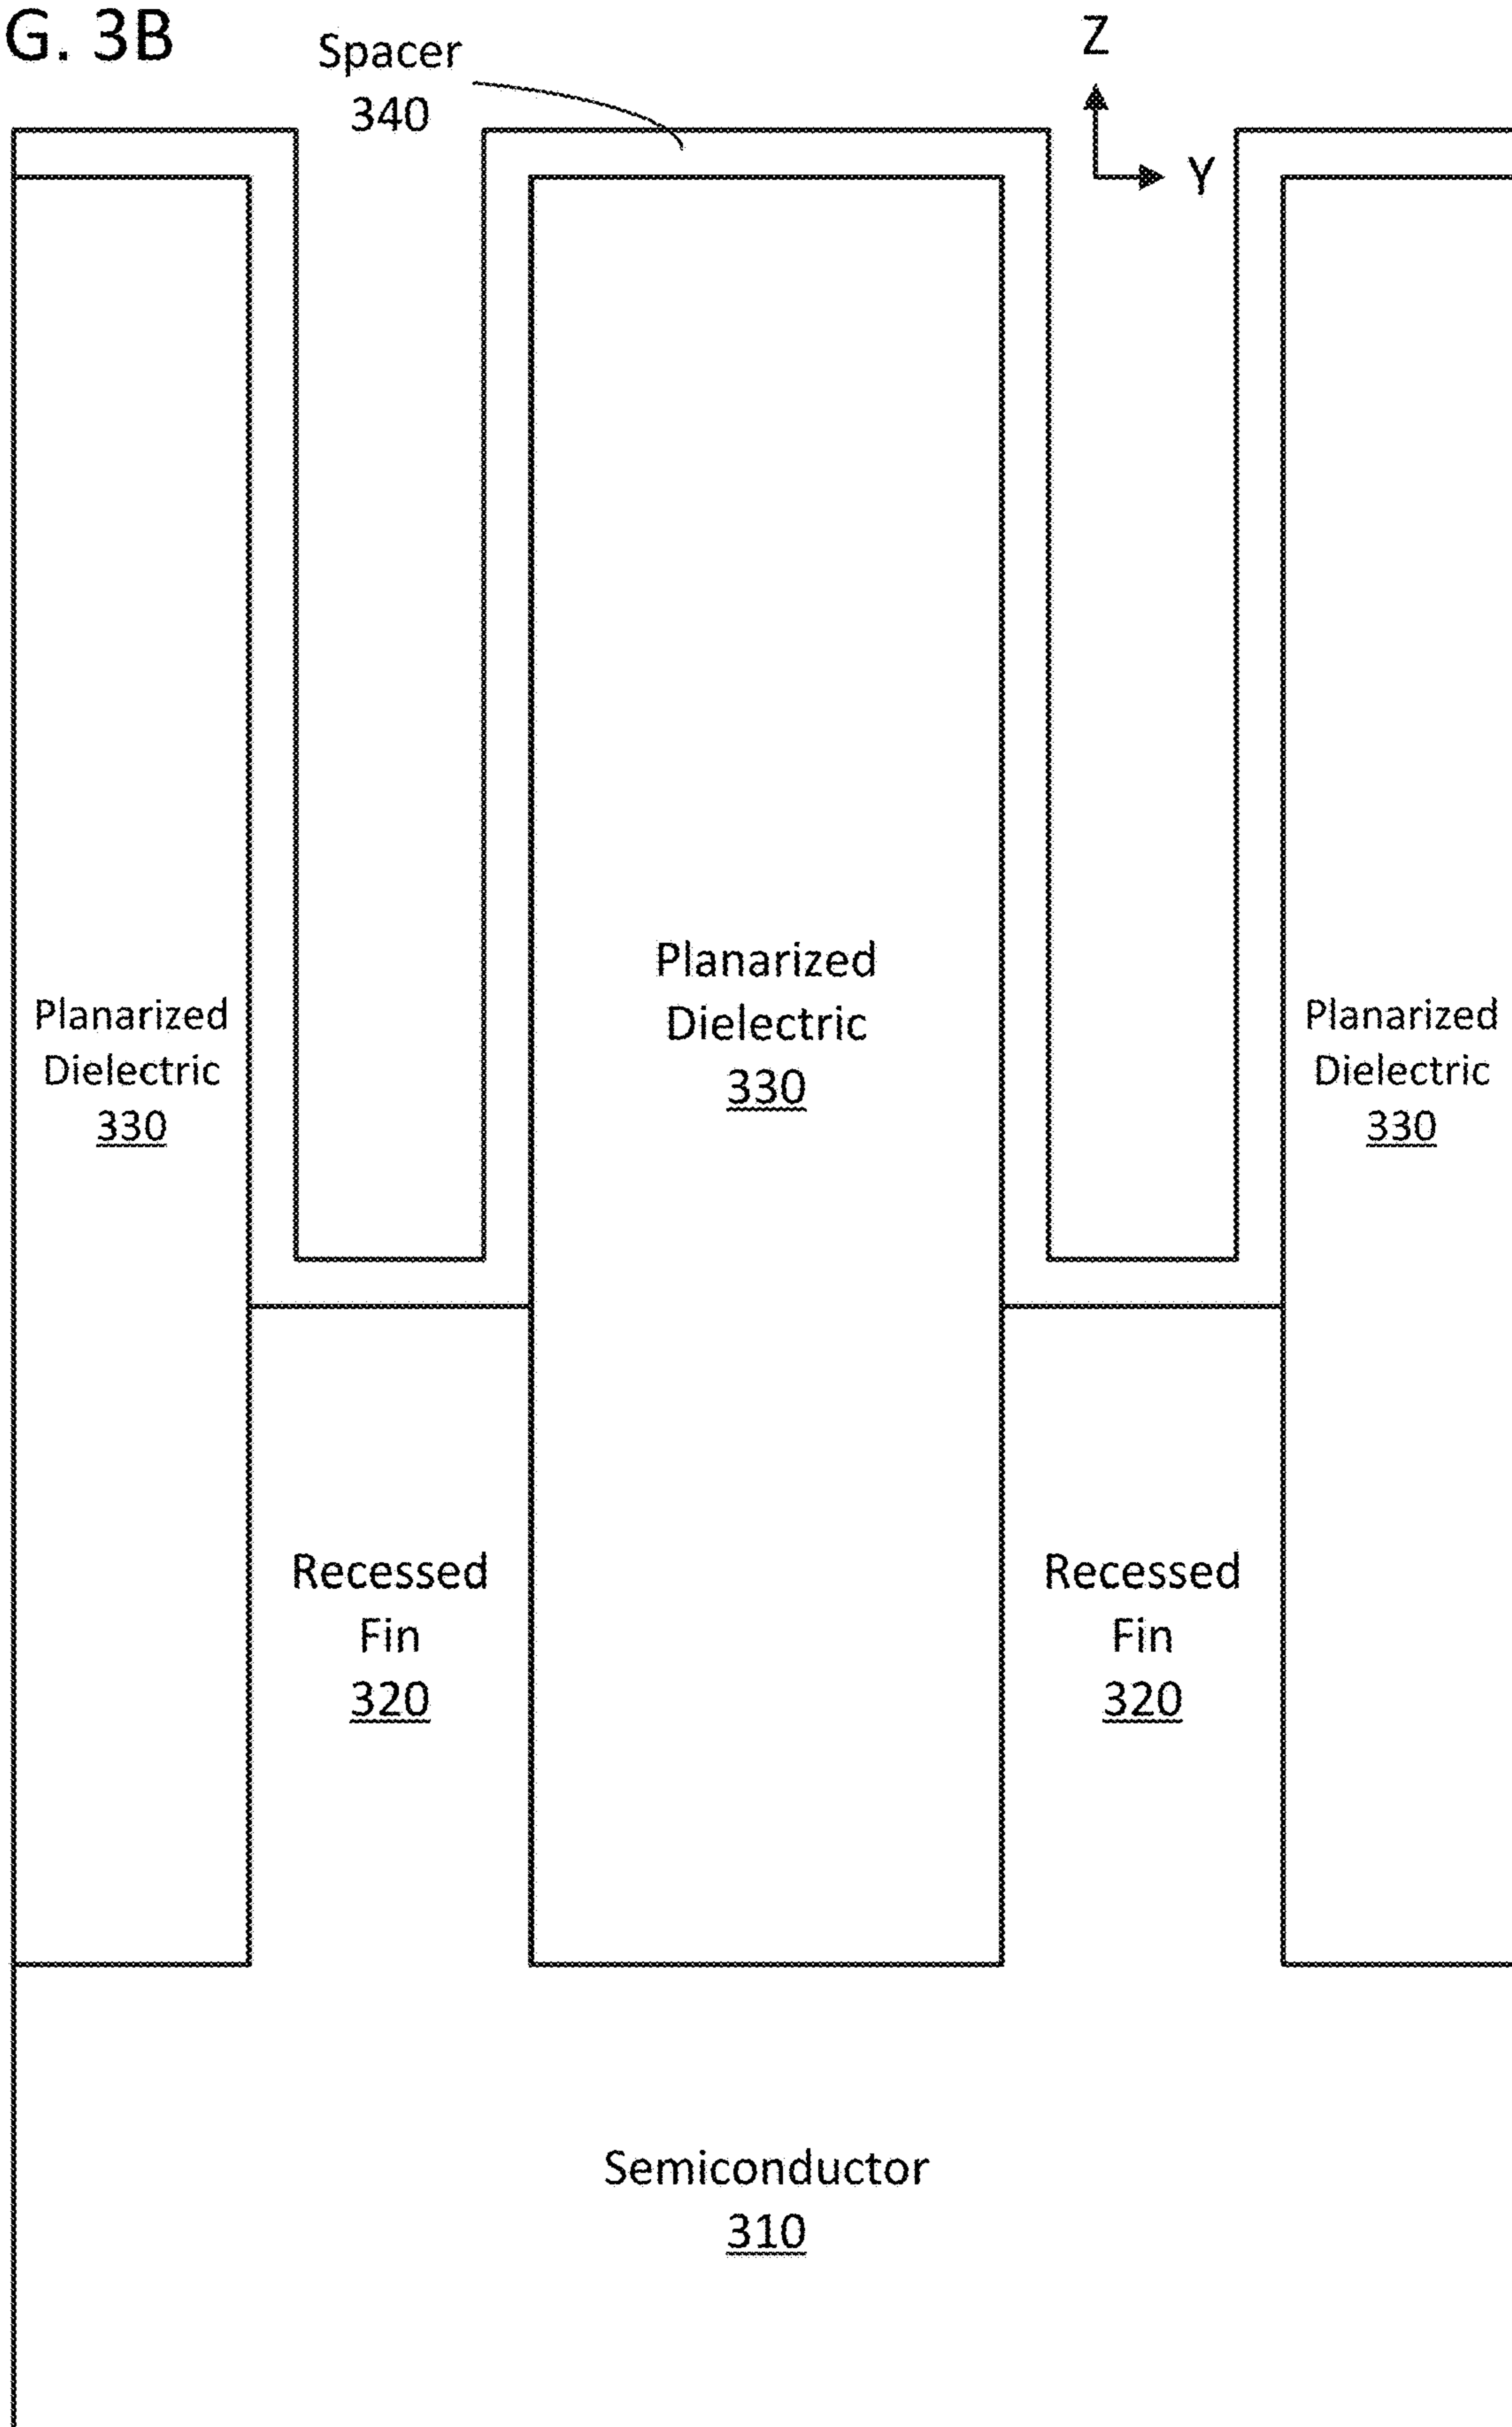 G. 3B
Spacer
340
Z
Y
Planarized
Dielectric
330
Planarized
Dielectric
330
Planarized
Dielectric
330
Recessed
Fin
320
Recessed
Fin
320
Semiconductor
310